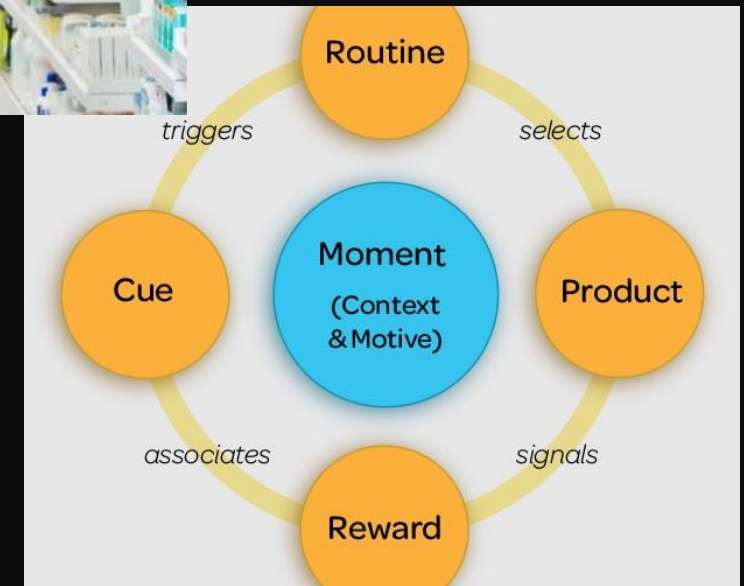 Routine
triggers
selects
Moment
(Context
& Motive)
Cue
Product
associates
signals
Reward